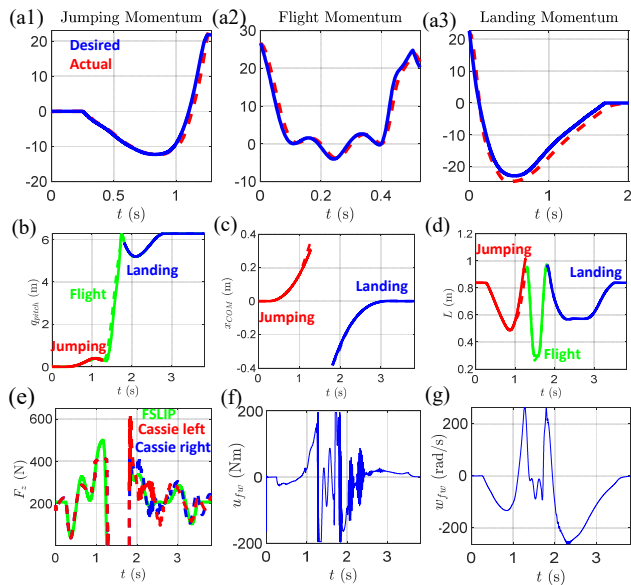 (a1) Jumping Momentum
(a2) Flight Momentum
(a3) Landing Momentum
20
10
0
-10
-20
Desired
Actual
0.5 1
t (s)
30
20
10
0
-10
0 0.2 0.4
t (s)
20
10
0
-10
-20
0 1 2
t (s)
(b)
6
4
2
0
q_pitch (m)
Flight
Landing
Jumping
0 1 2 3
t (s)
(c)
0.4
0.2
0
-0.2
-0.4
x_COM (m)
Landing
Jumping
0 1 2 3
t (s)
(d)
1.2
1
0.8
0.6
0.4
0.2
L (m)
Jumping
Landing
Flight
0 1 2 3
t (s)
(e)
600
400
200
0
F_z (N)
FSLIP
Cassie left
Cassie right
0 1 2 3
t (s)
(f)
200
0
-200
u_fw (Nm)
0 1 2 3
t (s)
(g)
200
0
-200
w_fw (rad/s)
0 1 2 3
t (s)